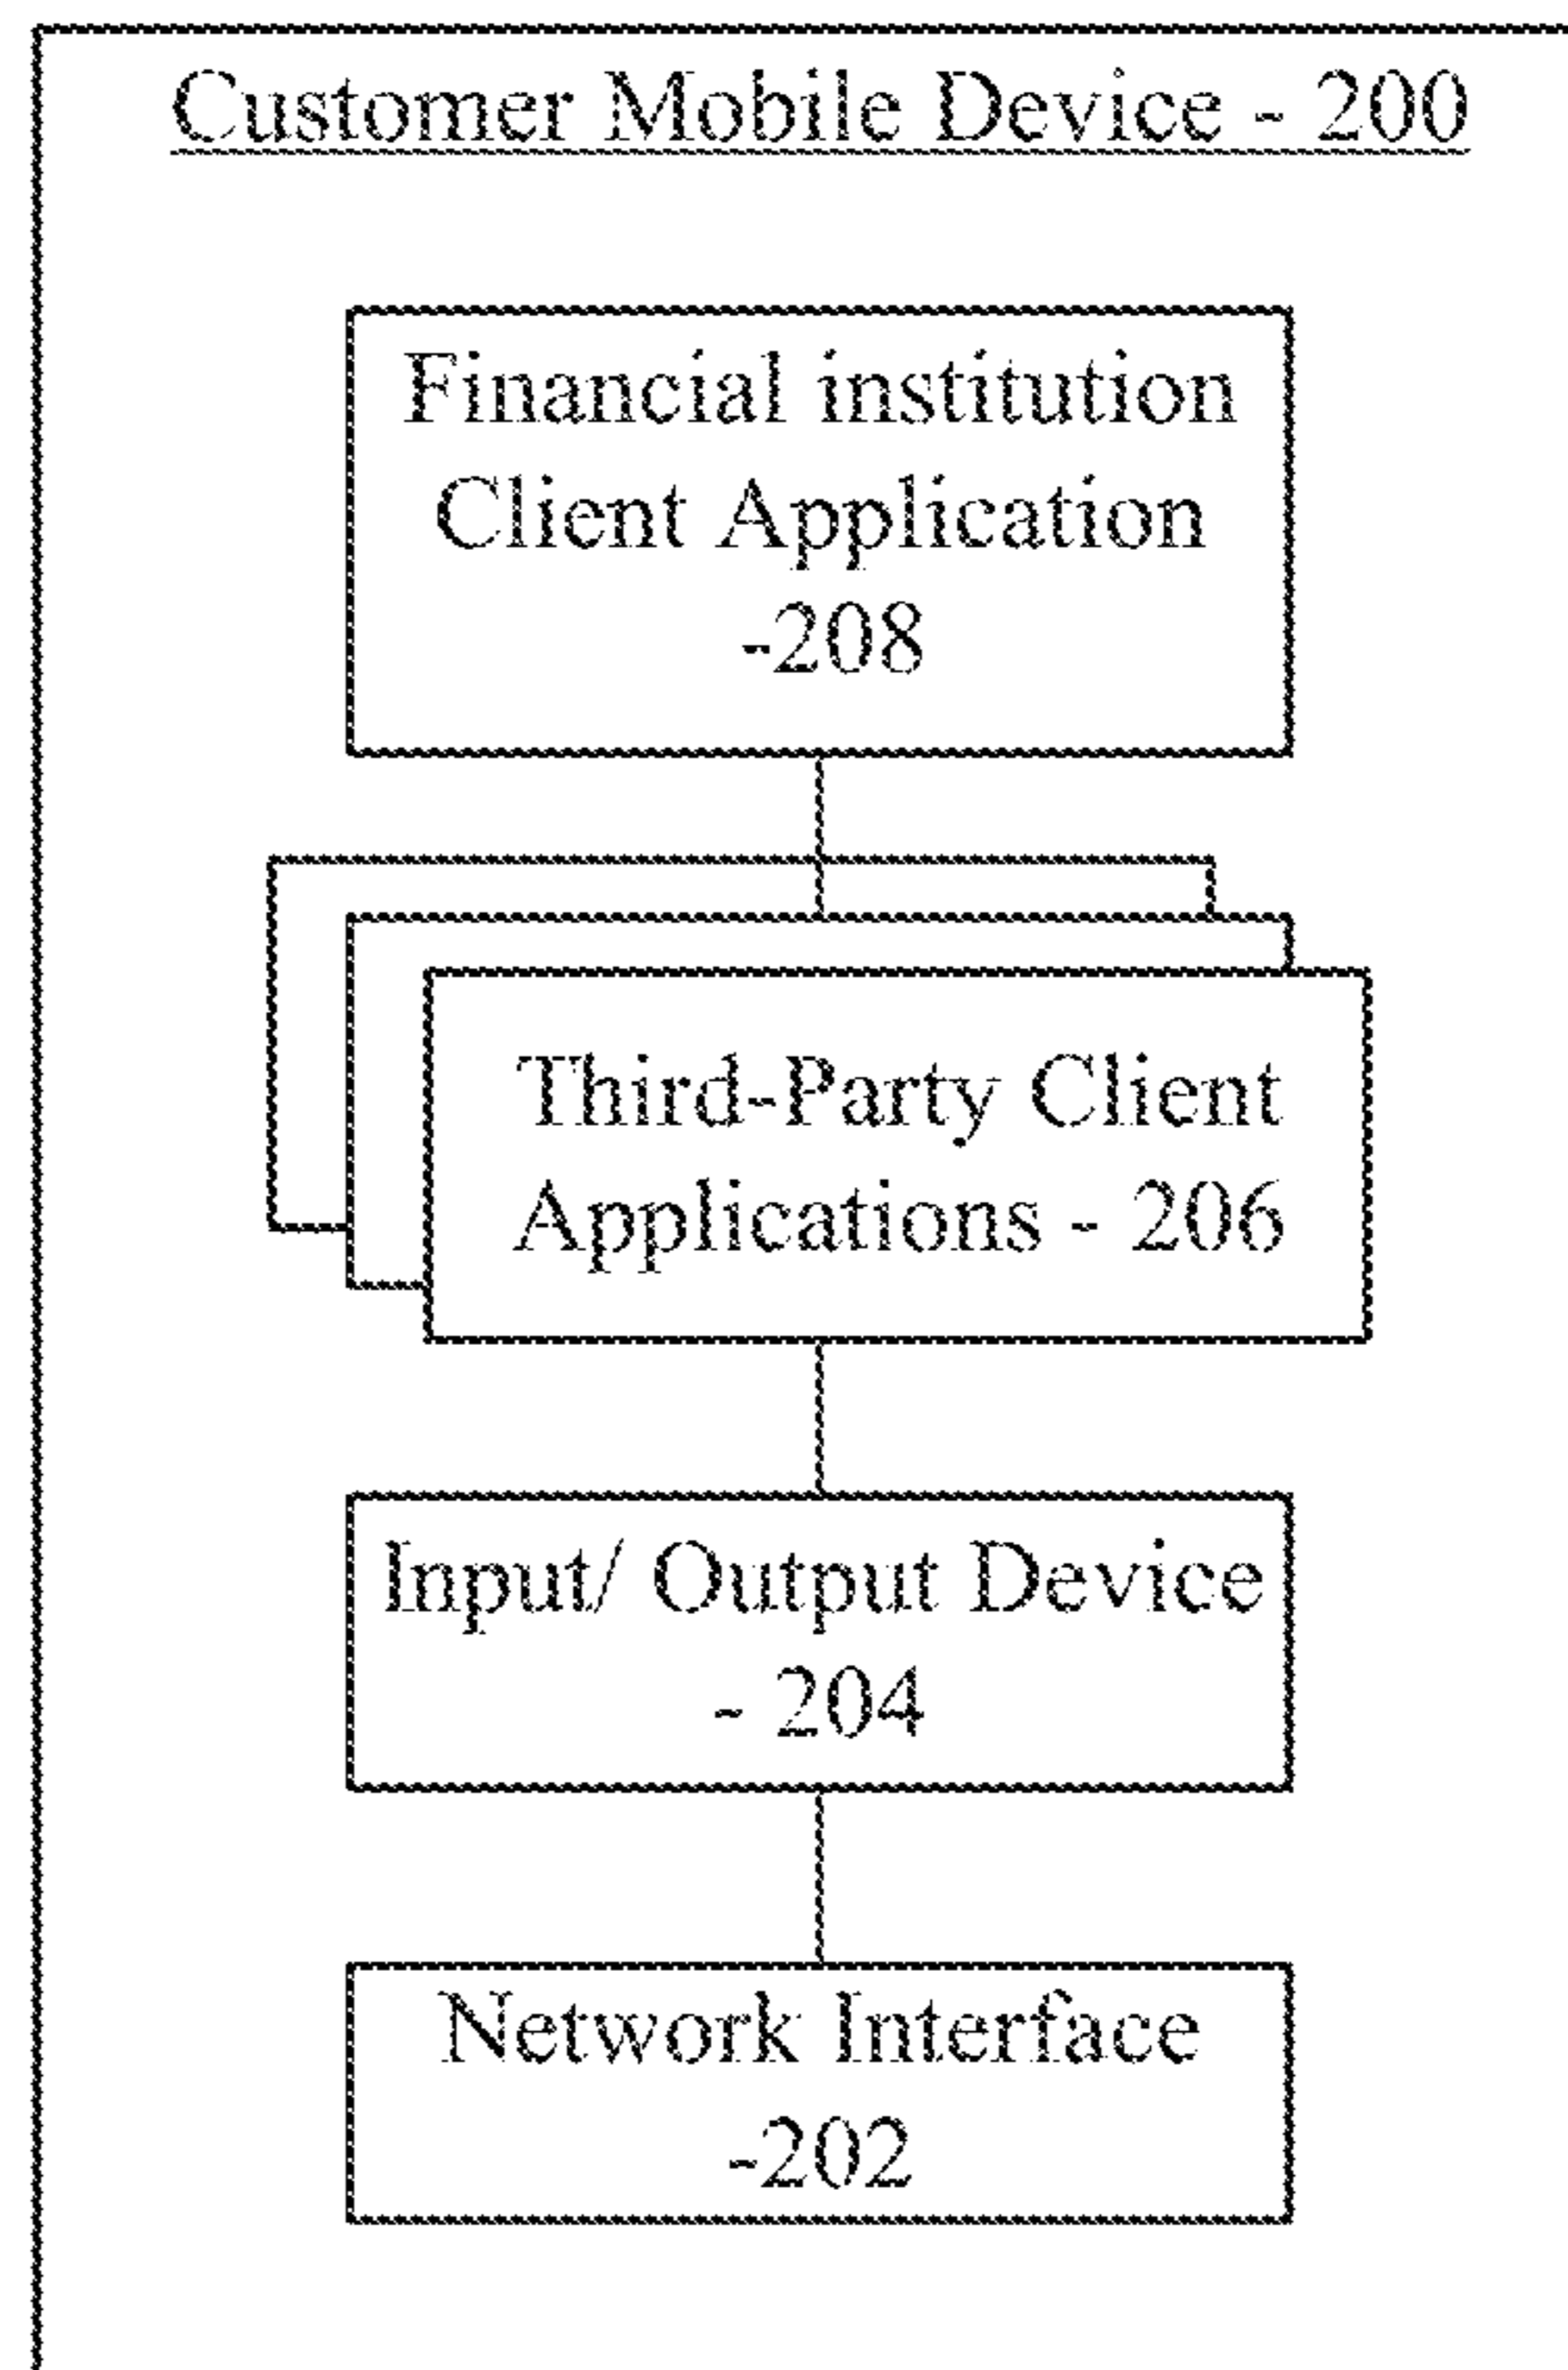 Customer Mobile Device - 200
Financial institution
Client Application
-208
Third-Party Client
Applications - 206
Input/ Output Device
- 204
Network Interface
-202